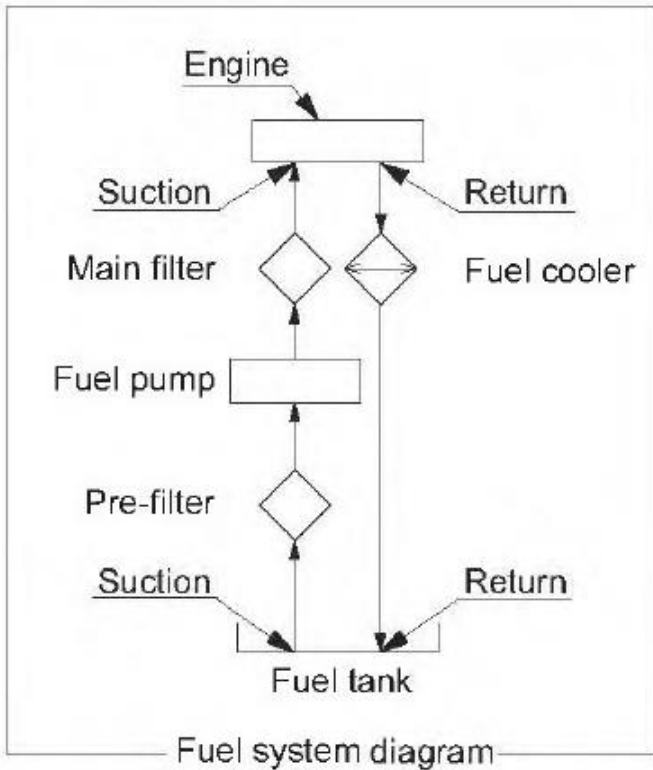 Engine
Suction
Return
Main filter
Fuel cooler
Fuel pump
Pre-filter
Suction
Return
Fuel tank
Fuel system diagram